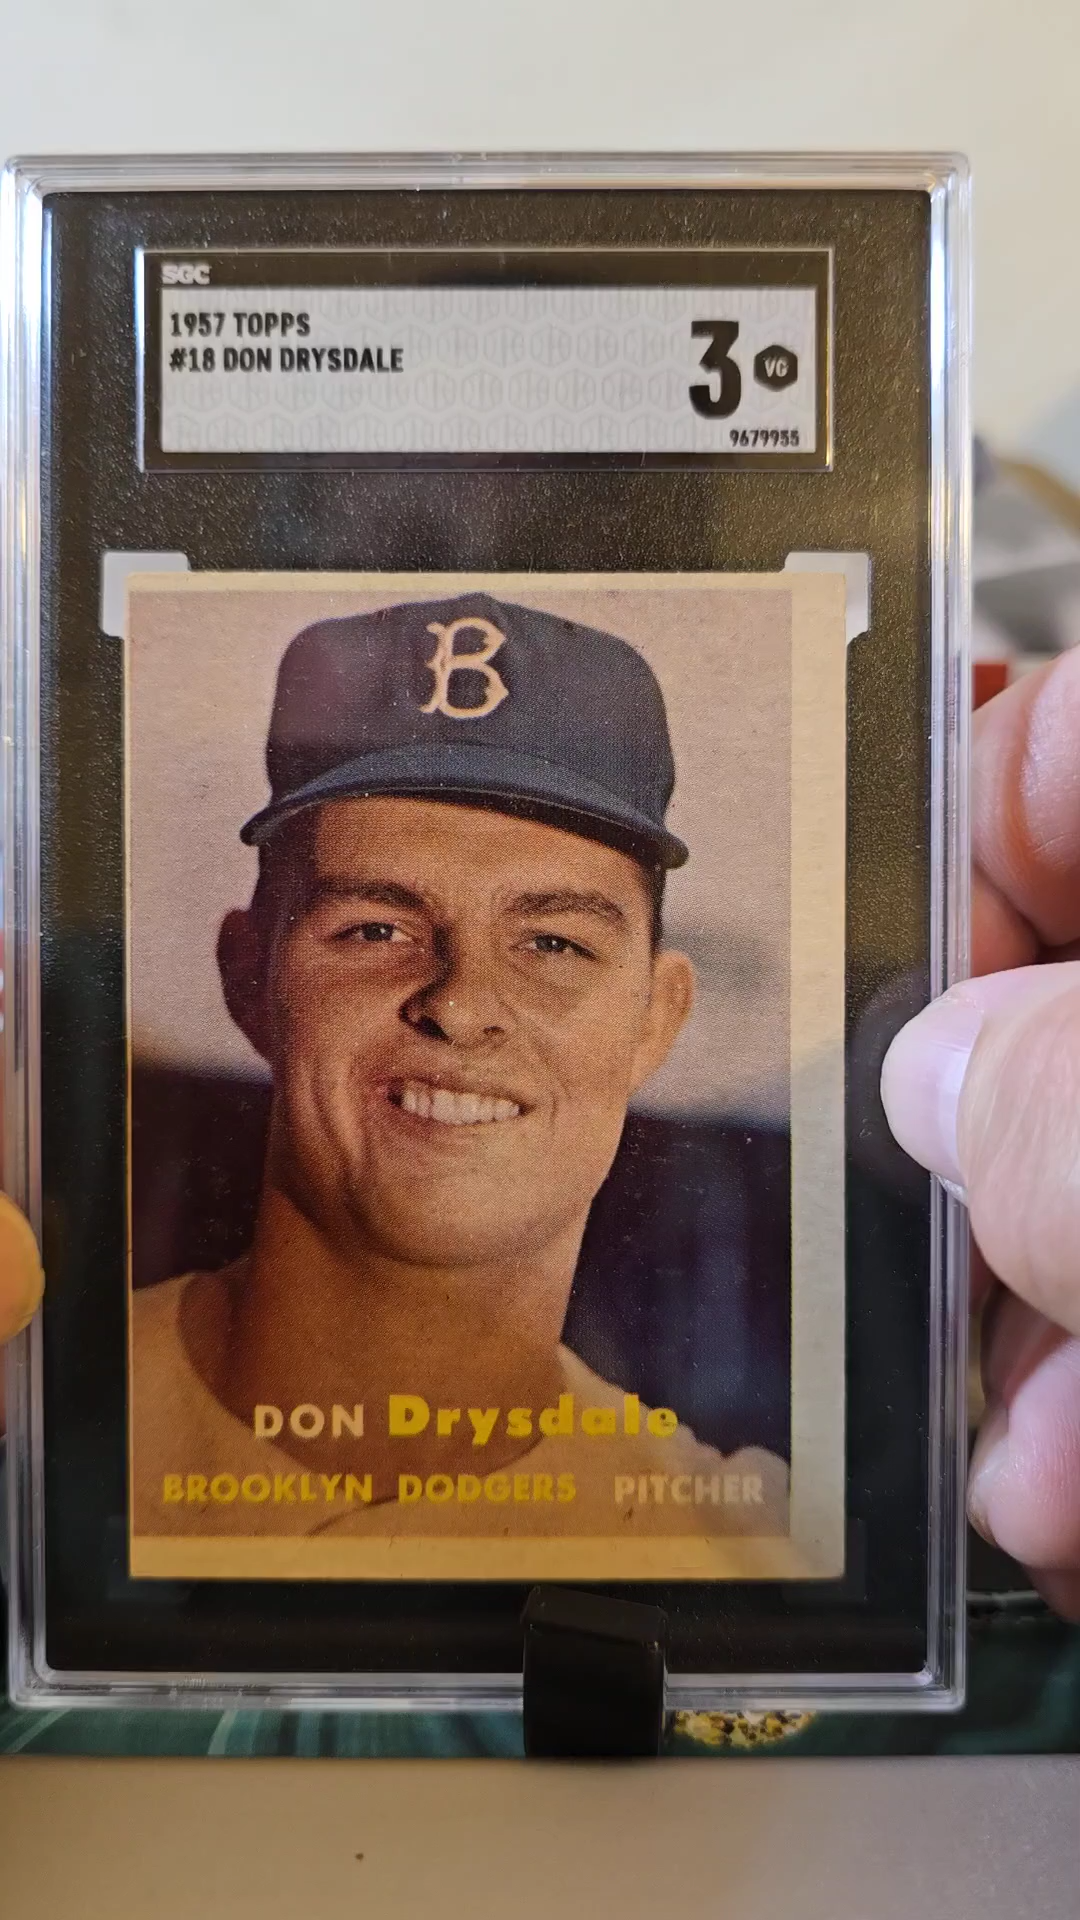 SGC
1957 TOPPS
#18 DON DRYSDALE
3 VG
9679955
B
DON Drysdale
BROOKLYN DODGERS PITCHER